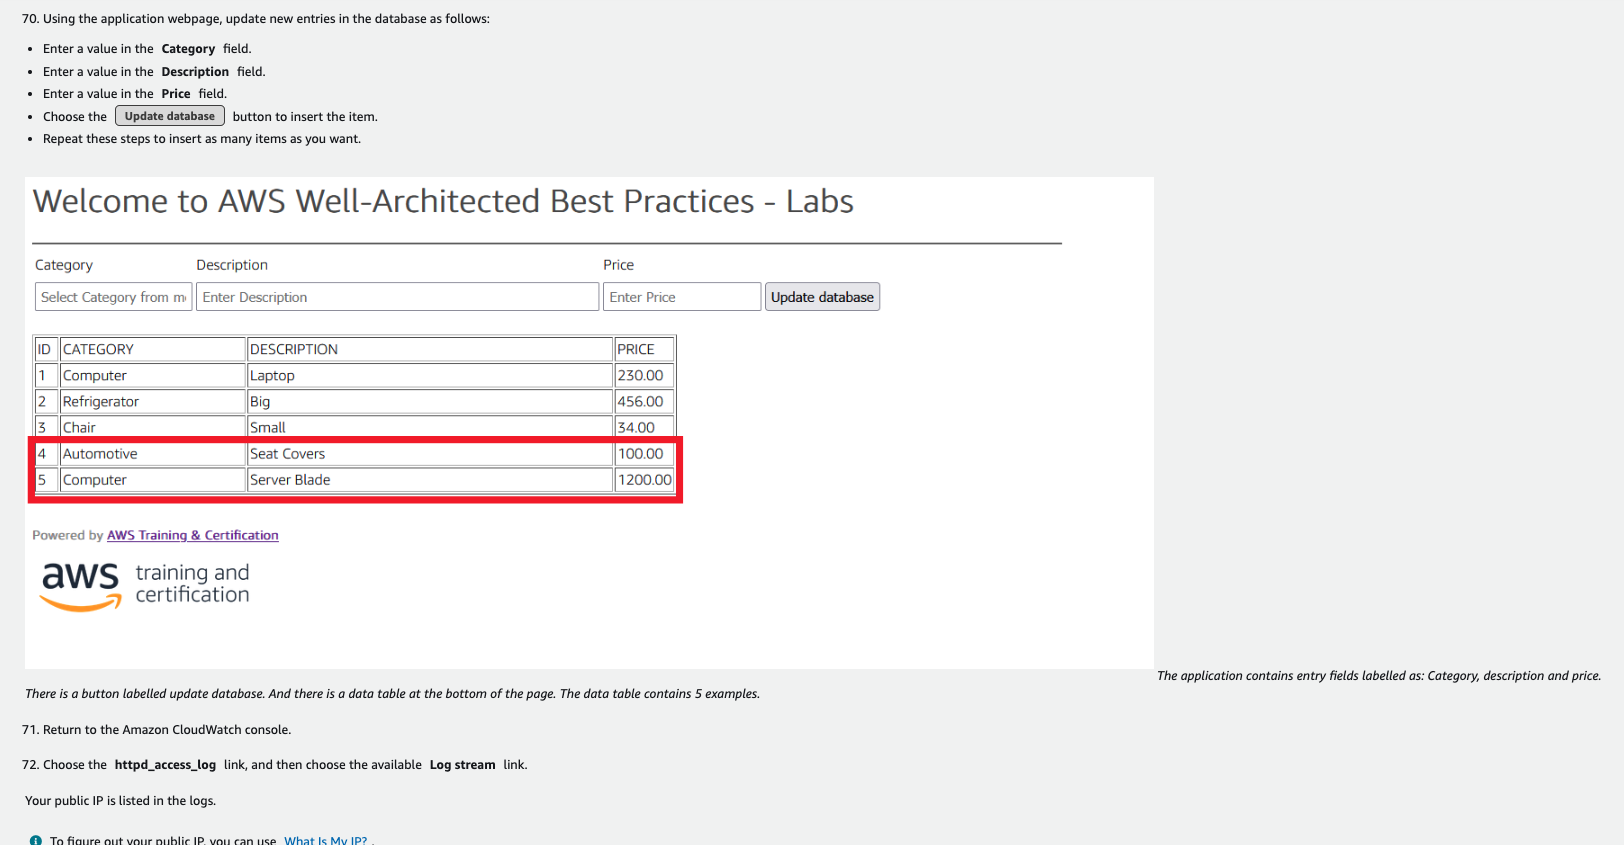 70. Using the application webpage, update new entries in the database as follows:
• Enter a value in the Category field.
• Enter a value in the Description field.
• Enter a value in the Price field.
• Choose the Update database button to insert the item.
• Repeat these steps to insert as many items as you want.
Welcome to AWS Well-Architected Best Practices - Labs
Category Description Price
Select Category from m Enter Description Enter Price Update database
ID CATEGORY DESCRIPTION PRICE
1 Computer Laptop 230.00
2 Refrigerator Big 456.00
3 Chair Small 34.00
4 Automotive Seat Covers 100.00
5 Computer Server Blade 1200.00
Powered by AWS Training & Certification
aws training and
certification
The application contains entry fields labelled as: Category, description and price.
There is a button labelled update database. And there is a data table at the bottom of the page. The data table contains 5 examples.
71. Return to the Amazon CloudWatch console.
72. Choose the httpd_access_log link, and then choose the available Log stream link.
Your public IP is listed in the logs.
To figure out your public IP, you can use What Is My IP? .